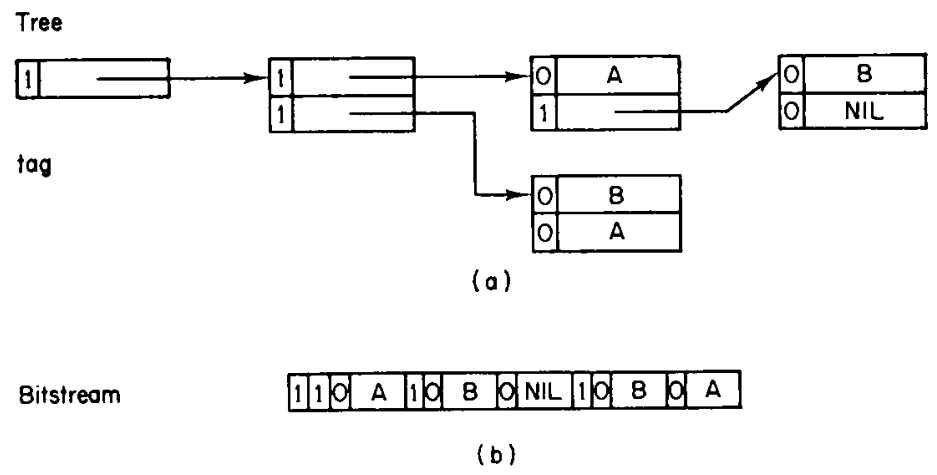 Tree
1 1 0 A 0 B
1 1 0 NIL
tag
0 B
0 A
(a)
Bitstream 1 1 0 A 1 0 B 0 NIL 1 0 B 0 A
(b)